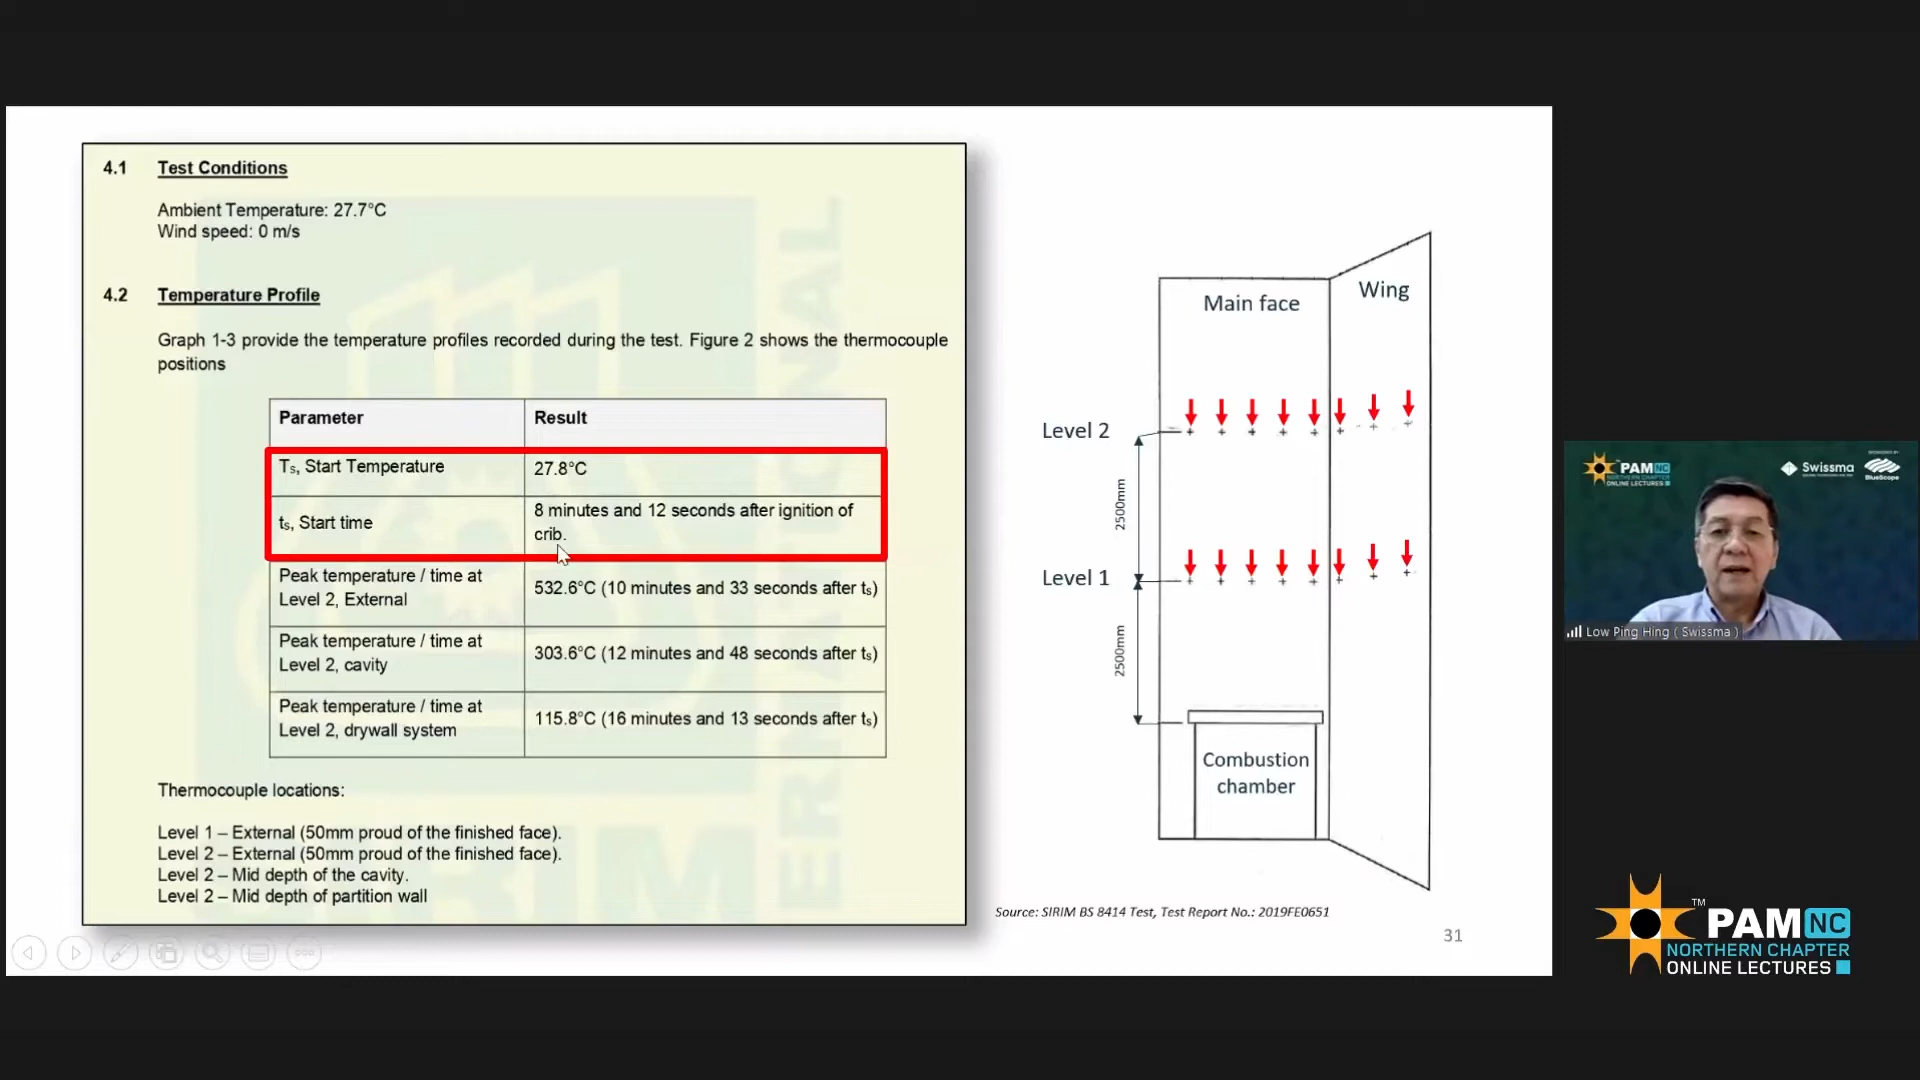 4.1 Test Conditions
Ambient Temperature: 27.7°C
Wind speed: 0 m/s
4.2 Temperature Profile
Graph 1-3 provide the temperature profiles recorded during the test. Figure 2 shows the thermocouple
positions
Parameter Result
Ts, Start Temperature 27.8°C
ts, Start time
8 minutes and 12 seconds after ignition of
crib.
Peak temperature / time at
Level 2, External
532.6°C (10 minutes and 33 seconds after ts)
Peak temperature / time at
Level 2, cavity
303.6°C (12 minutes and 48 seconds after ts)
Peak temperature / time at
Level 2, drywall system
115.8°C (16 minutes and 13 seconds after ts)
Thermocouple locations:
Level 1 – External (50mm proud of the finished face).
Level 2 – External (50mm proud of the finished face).
Level 2 – Mid depth of the cavity.
Level 2 – Mid depth of partition wall
Main face
Wing
Level 2
2500mm
Level 1
2500mm
Combustion
chamber
Source: SIRIM BS 8414 Test, Test Report No.: 2019FE0651
31
PAM NC
NORTHERN CHAPTER
ONLINE LECTURES
Swissma
BlueScope
Low Ping Hing ( Swissma )
TM
PAM NC
NORTHERN CHAPTER
ONLINE LECTURES